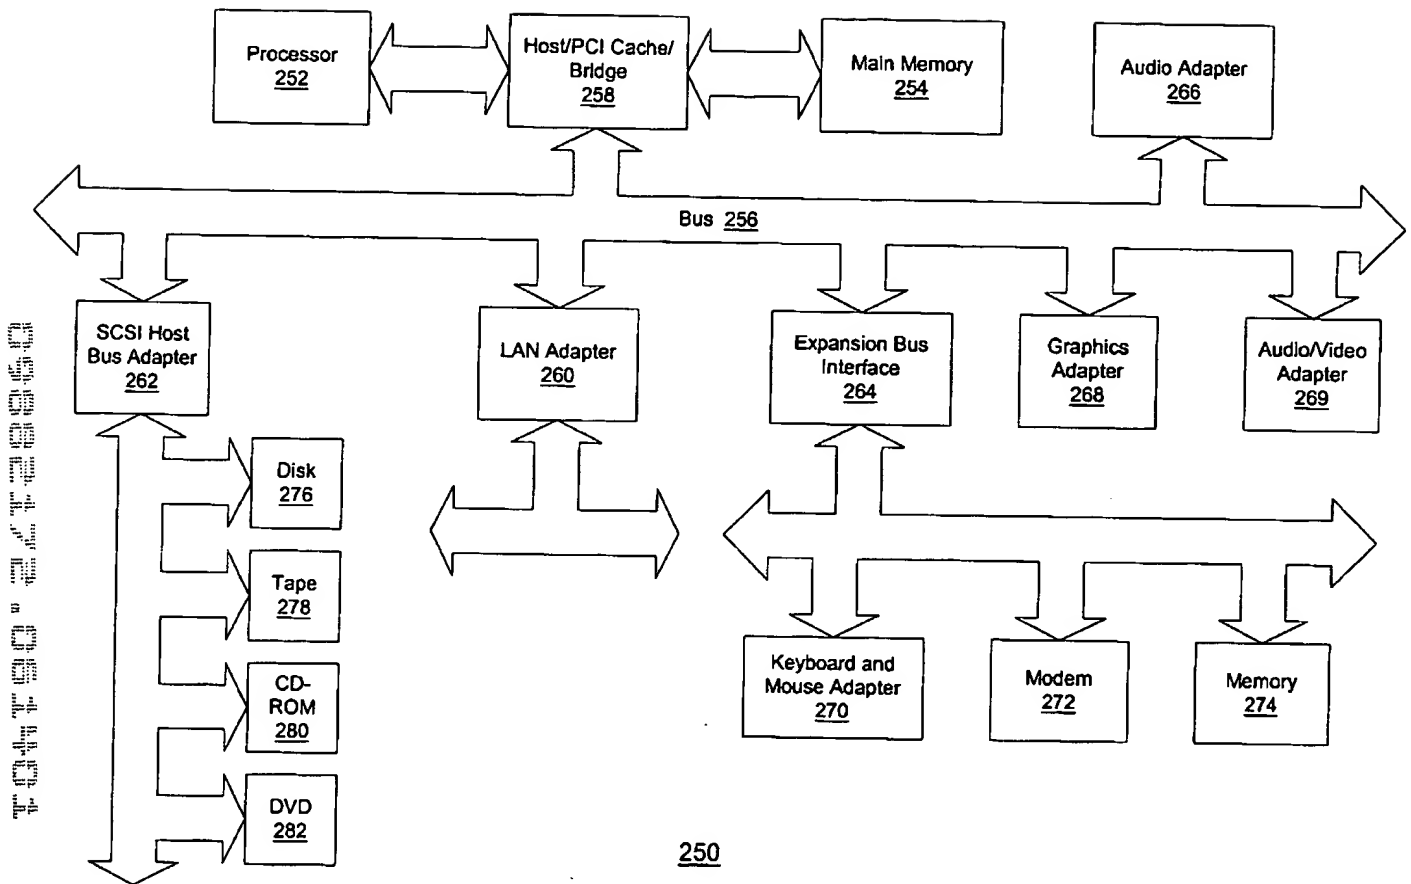 Processor
252
Host/PCI Cache/
Bridge
258
Main Memory
254
Audio Adapter
266
Bus 256
SCSI Host
Bus Adapter
262
LAN Adapter
260
Expansion Bus
Interface
264
Graphics
Adapter
268
Audio/Video
Adapter
269
Disk
276
Tape
278
CD-
ROM
280
DVD
282
Keyboard and
Mouse Adapter
270
Modem
272
Memory
274
250
09882172.061401